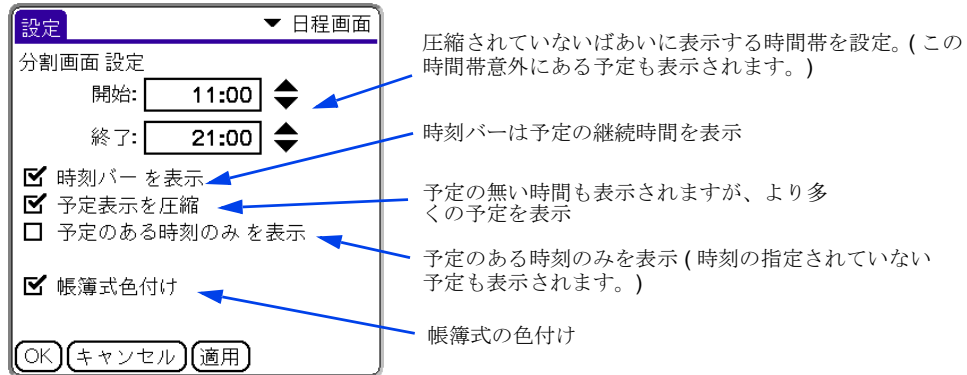 設定
▼ 日程画面
分割画面 設定
開始: 11:00
終了: 21:00
時刻バー を表示
予定表示を圧縮
予定のある時刻のみ を表示
帳簿式色付け
OK キャンセル 適用
圧縮されていないばあいに表示する時間帯を設定。( この
時間帯意外にある予定も表示されます。)
時刻バーは予定の継続時間を表示
予定の無い時間も表示されますが、より多
くの予定を表示
予定のある時刻のみを表示 ( 時刻の指定されていない
予定も表示されます。)
帳簿式の色付け